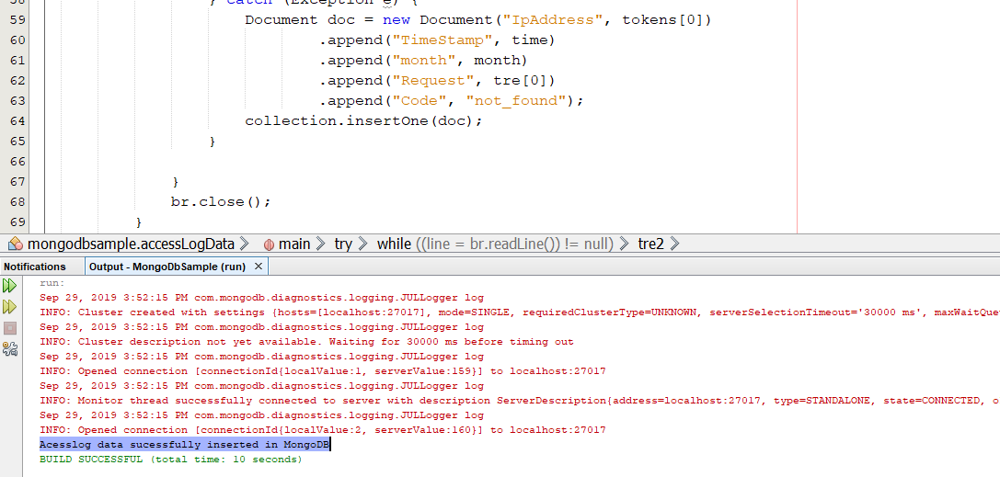 58 } catch (Exception e) {
59 Document doc = new Document("IpAddress", tokens[0])
60 .append("TimeStamp", time)
61 .append("month", month)
62 .append("Request", tre[0])
63 .append("Code", "not_found");
64 collection.insertOne(doc);
65 }
66
67 }
68 br.close();
69 }
mongodbsample.accessLogData main try while ((line = br.readLine()) != null) tre2
Notifications Output - MongoDbSample (run) ×
run:
Sep 29, 2019 3:52:15 PM com.mongodb.diagnostics.logging.JULLogger log
INFO: Cluster created with settings {hosts=[localhost:27017], mode=SINGLE, requiredClusterType=UNKNOWN, serverSelectionTimeout='30000 ms', maxWaitQue
Sep 29, 2019 3:52:15 PM com.mongodb.diagnostics.logging.JULLogger log
INFO: Cluster description not yet available. Waiting for 30000 ms before timing out
Sep 29, 2019 3:52:15 PM com.mongodb.diagnostics.logging.JULLogger log
INFO: Opened connection [connectionId{localValue:1, serverValue:159}] to localhost:27017
Sep 29, 2019 3:52:15 PM com.mongodb.diagnostics.logging.JULLogger log
INFO: Monitor thread successfully connected to server with description ServerDescription{address=localhost:27017, type=STANDALONE, state=CONNECTED, o
Sep 29, 2019 3:52:15 PM com.mongodb.diagnostics.logging.JULLogger log
INFO: Opened connection [connectionId{localValue:2, serverValue:160}] to localhost:27017
Acesslog data sucessfully inserted in MongoDB
BUILD SUCCESSFUL (total time: 10 seconds)